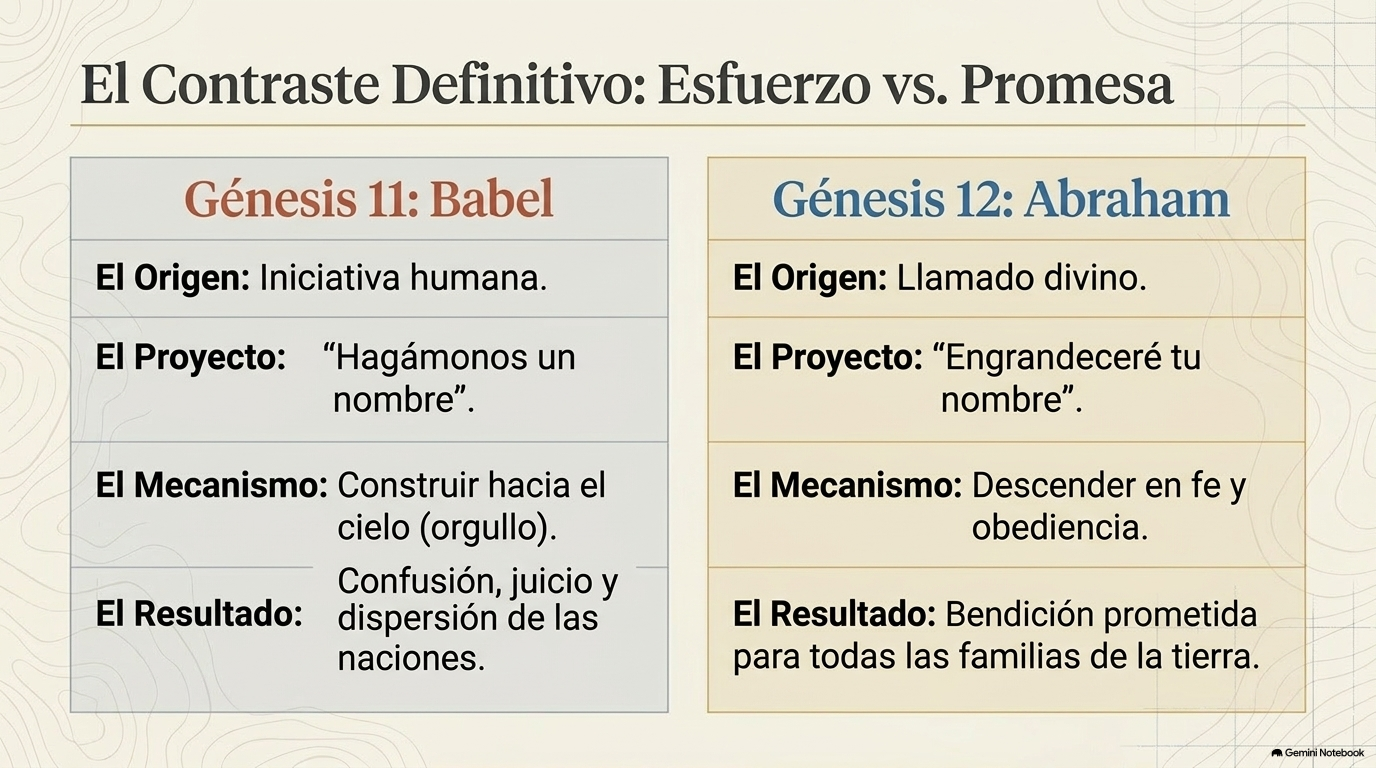 El Contraste Definitivo: Esfuerzo vs. Promesa
Génesis 11: Babel
El Origen: Iniciativa humana.
El Proyecto: “Hagámonos un
nombre”.
El Mecanismo: Construir hacia el
cielo (orgullo).
El Resultado: Confusión, juicio y
dispersión de las
naciones.
Génesis 12: Abraham
El Origen: Llamado divino.
El Proyecto: “Engrandeceré tu
nombre”.
El Mecanismo: Descender en fe y
obediencia.
El Resultado: Bendición prometida
para todas las familias de la tierra.
Gemini Notebook